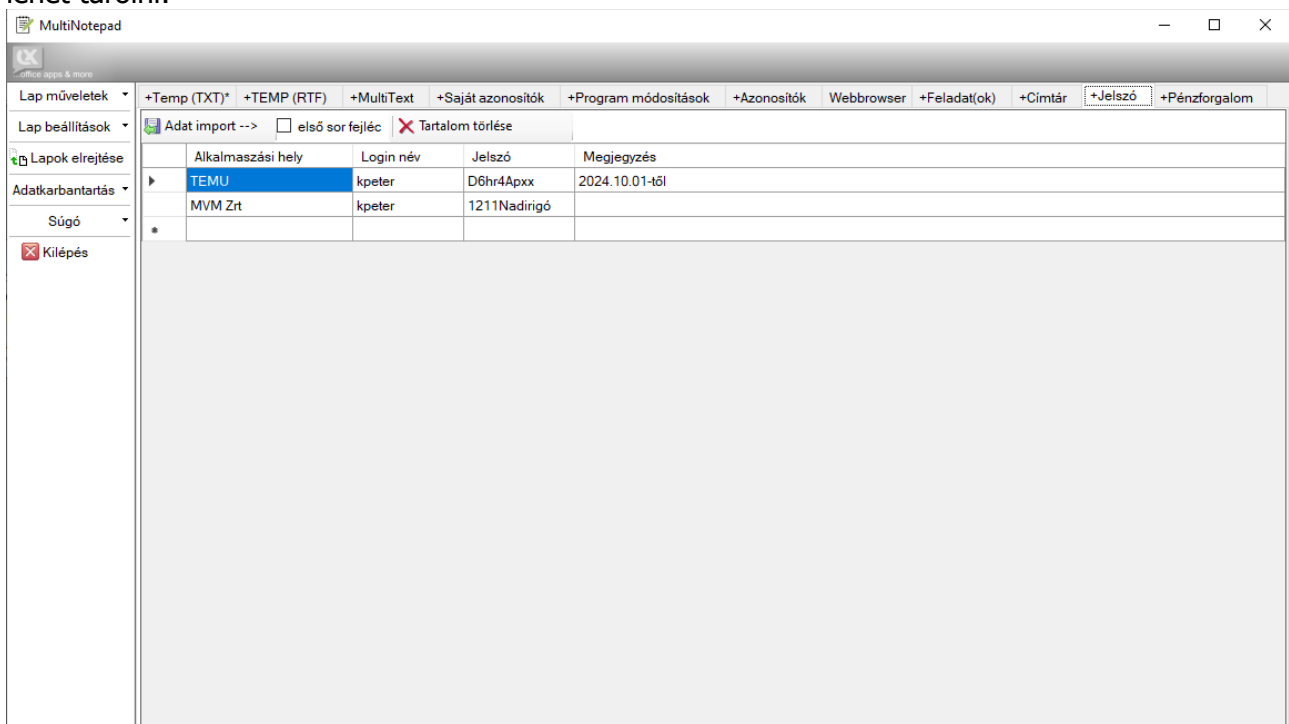 lehet tárolni.
MultiNotepad
office apps & more
Lap műveletek
+Temp (TXT)* +TEMP (RTF) +MultiText +Saját azonosítók +Program módosítások +Azonosítók Webbrowser +Feladat(ok) +Címtár +Jelszó +Pénzforgalom
Lap beállítások
Adat import --> első sor fejléc Tartalom törlése
Lapok elrejtése
Alkalmaszási hely Login név Jelszó Megjegyzés
TEMU kpeter D6hr4Apxx 2024.10.01-től
Adatkarbantartás
MVM Zrt kpeter 1211Nadirigó
Súgó
Kilépés